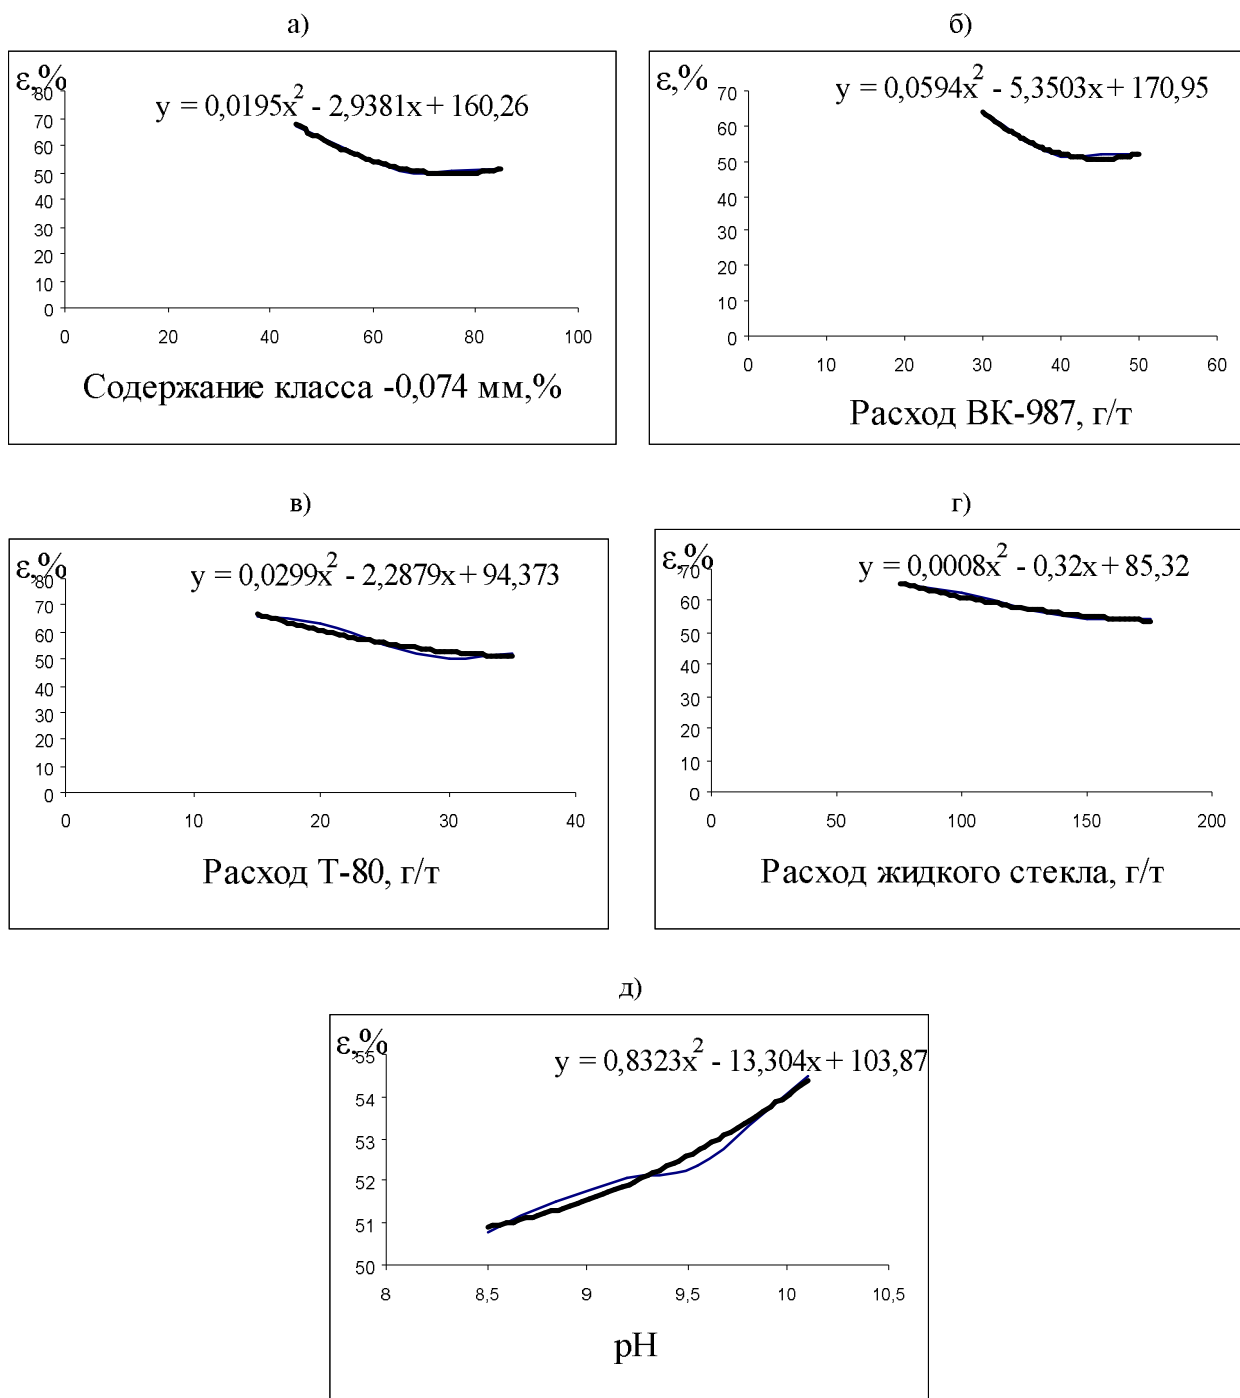 а)
ε,%
y = 0,0195x² - 2,9381x + 160,26
80
70
60
50
40
30
20
10
0
0 20 40 60 80 100
Содержание класса -0,074 мм,%
б)
ε,%
y = 0,0594x² - 5,3503x + 170,95
70
60
50
40
30
20
10
0
0 10 20 30 40 50 60
Расход ВК-987, г/т
в)
ε,%
y = 0,0299x² - 2,2879x + 94,373
80
70
60
50
40
30
20
10
0
0 10 20 30 40
Расход Т-80, г/т
г)
ε,%
y = 0,0008x² - 0,32x + 85,32
70
60
50
40
30
20
10
0
0 50 100 150 200
Расход жидкого стекла, г/т
д)
ε,%
y = 0,8323x² - 13,304x + 103,87
55
54
53
52
51
50
8 8,5 9 9,5 10 10,5
pH